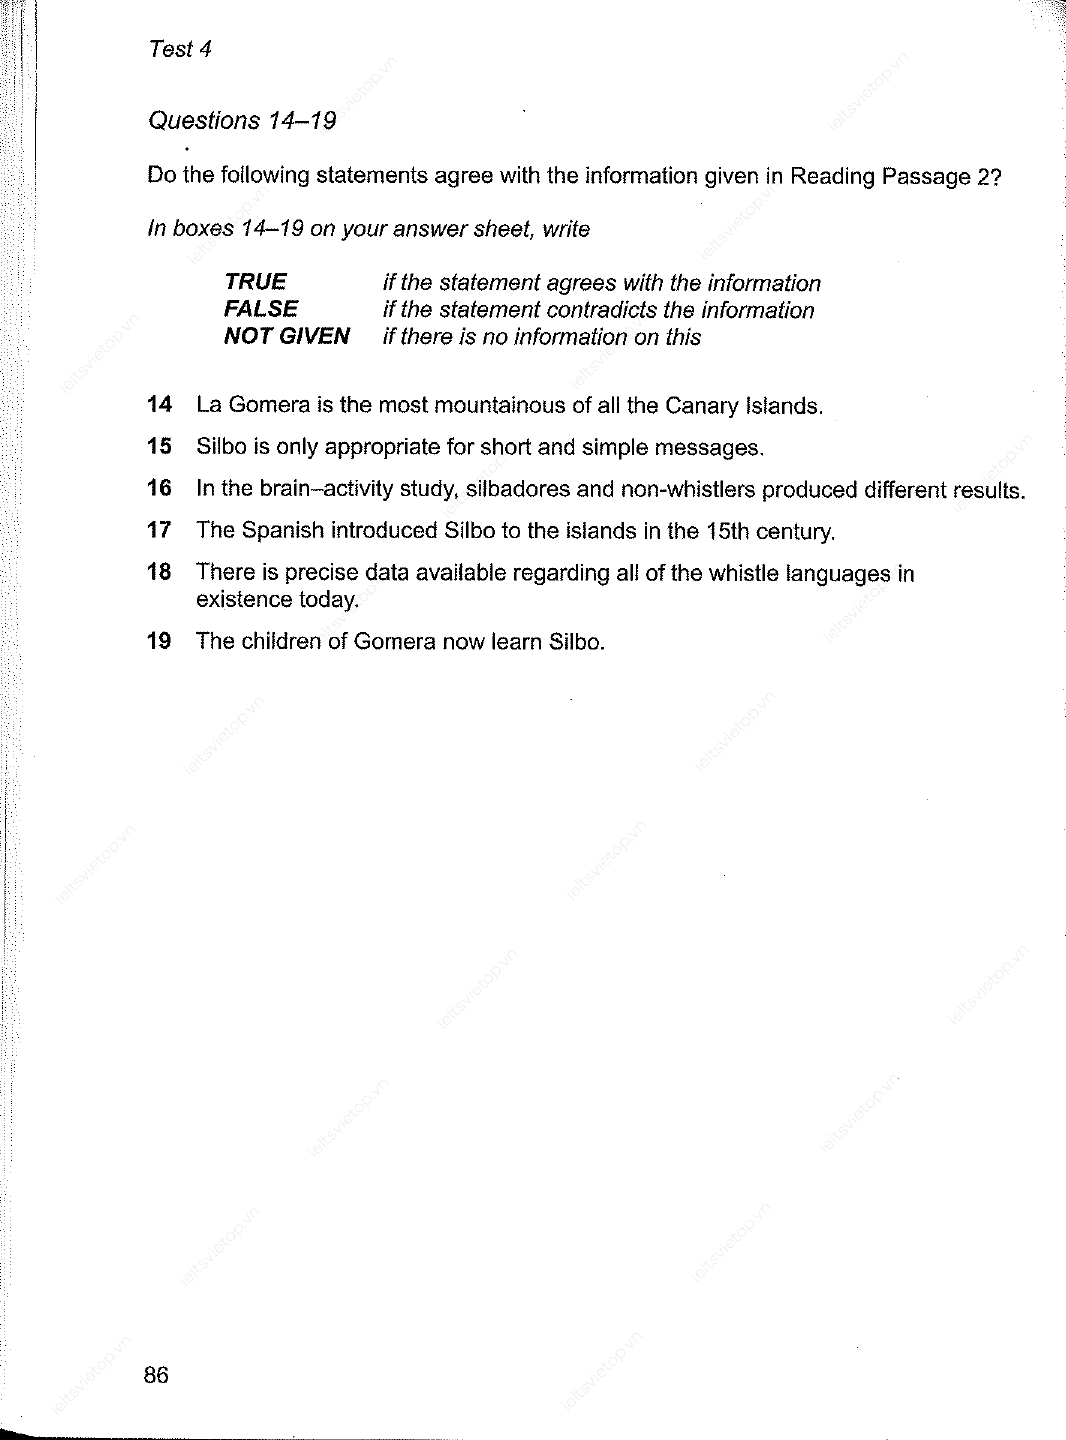 Test 4
Questions 14–19
Do the following statements agree with the information given in Reading Passage 2?
In boxes 14–19 on your answer sheet, write
TRUE if the statement agrees with the information
FALSE if the statement contradicts the information
NOT GIVEN if there is no information on this
14 La Gomera is the most mountainous of all the Canary Islands.
15 Silbo is only appropriate for short and simple messages.
16 In the brain–activity study, silbadores and non-whistlers produced different results.
17 The Spanish introduced Silbo to the islands in the 15th century.
18 There is precise data available regarding all of the whistle languages in
existence today.
19 The children of Gomera now learn Silbo.
86
ieltsvietop.vn